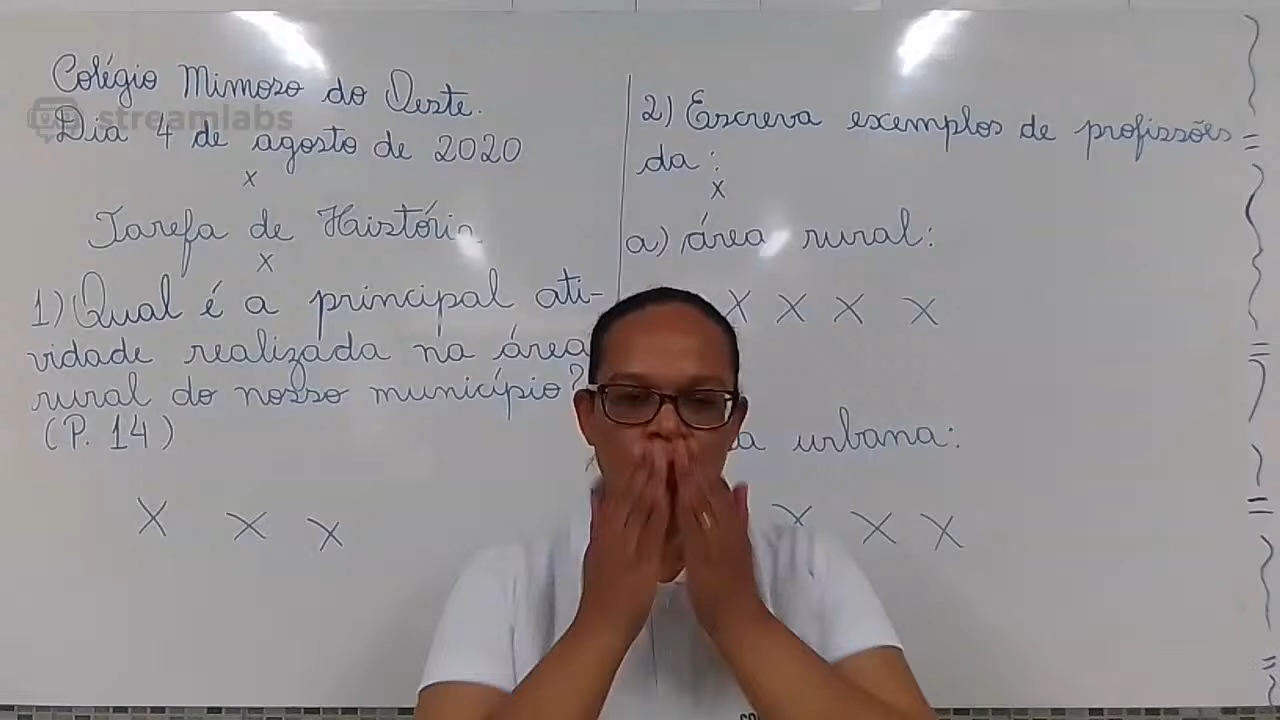 Colégio Mimoso do Oeste.
streamlabs
Dia 4 de agosto de 2020
x
Tarefa de História
x
1) Qual é a principal ati-
vidade realizada na área
rural do nosso município?
(P. 14)
X X X
2) Escreva exemplos de profissões
da:
x
a) área rural:
X X X X
urbana:
X X X